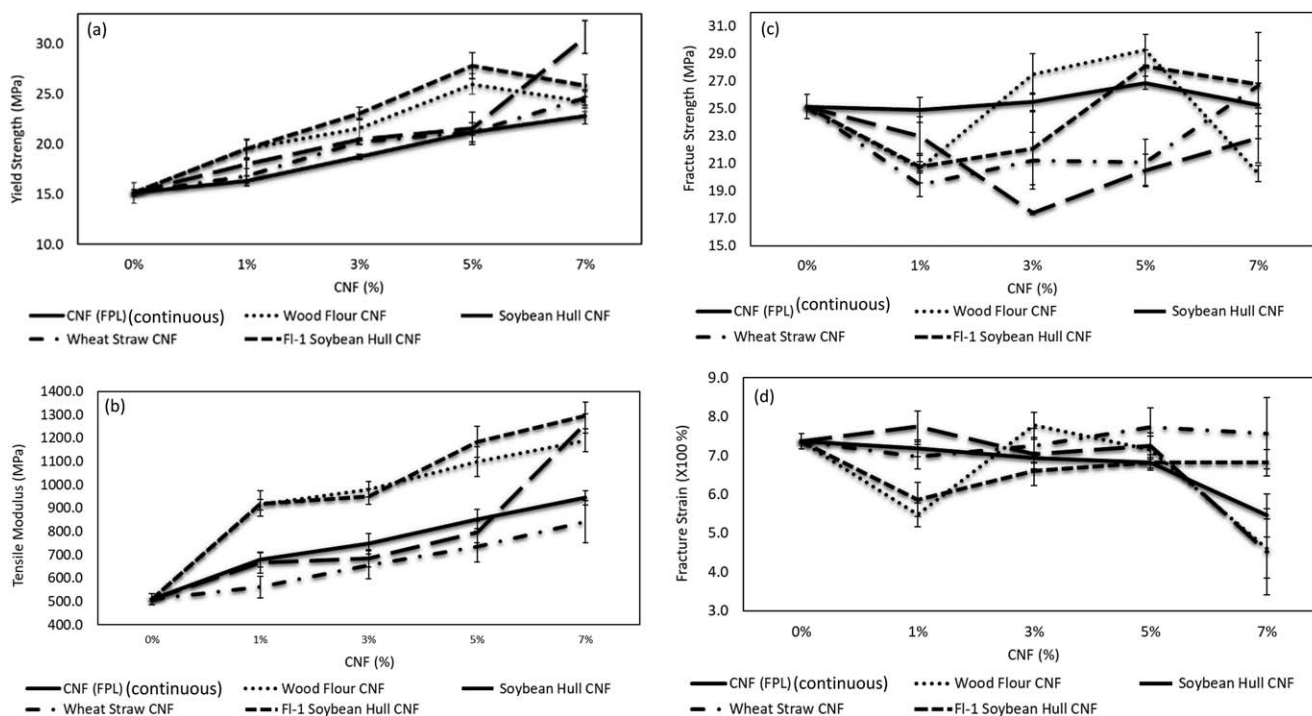 (a)
Yield Strength (MPa)
30.0
25.0
20.0
15.0
10.0
0% 1% 3% 5% 7%
CNF (%)
CNF (FPL) (continuous) Wood Flour CNF Soybean Hull CNF
Wheat Straw CNF FI-1 Soybean Hull CNF
(b)
Tensile Modulus (MPa)
1400.0
1300.0
1200.0
1100.0
1000.0
900.0
800.0
700.0
600.0
500.0
400.0
0% 1% 3% 5% 7%
CNF (%)
CNF (FPL) (continuous) Wood Flour CNF Soybean Hull CNF
Wheat Straw CNF FI-1 Soybean Hull CNF
(c)
Fractue Strength (MPa)
31.0
29.0
27.0
25.0
23.0
21.0
19.0
17.0
15.0
0% 1% 3% 5% 7%
CNF (%)
CNF (FPL) (continuous) Wood Flour CNF Soybean Hull CNF
Wheat Straw CNF FI-1 Soybean Hull CNF
(d)
Fracture Strain (X100 %)
9.0
8.0
7.0
6.0
5.0
4.0
3.0
0% 1% 3% 5% 7%
CNF (%)
CNF (FPL) (continuous) Wood Flour CNF Soybean Hull CNF
Wheat Straw CNF FI-1 Soybean Hull CNF